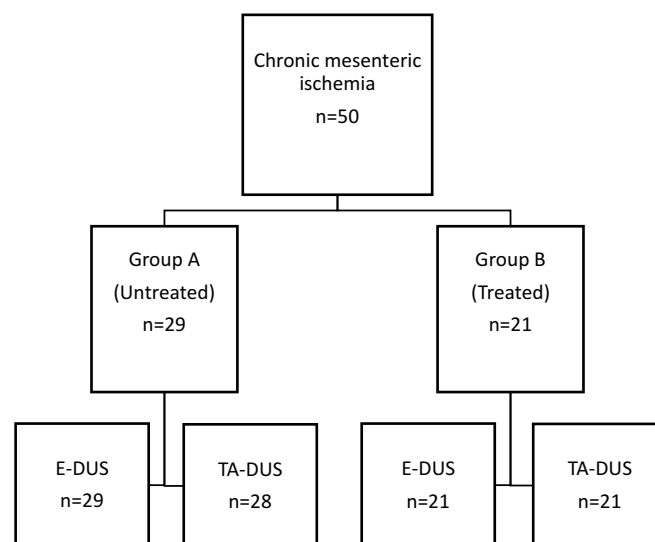 Chronic mesenteric
ischemia
n=50
Group A
(Untreated)
n=29
Group B
(Treated)
n=21
E-DUS
n=29
TA-DUS
n=28
E-DUS
n=21
TA-DUS
n=21